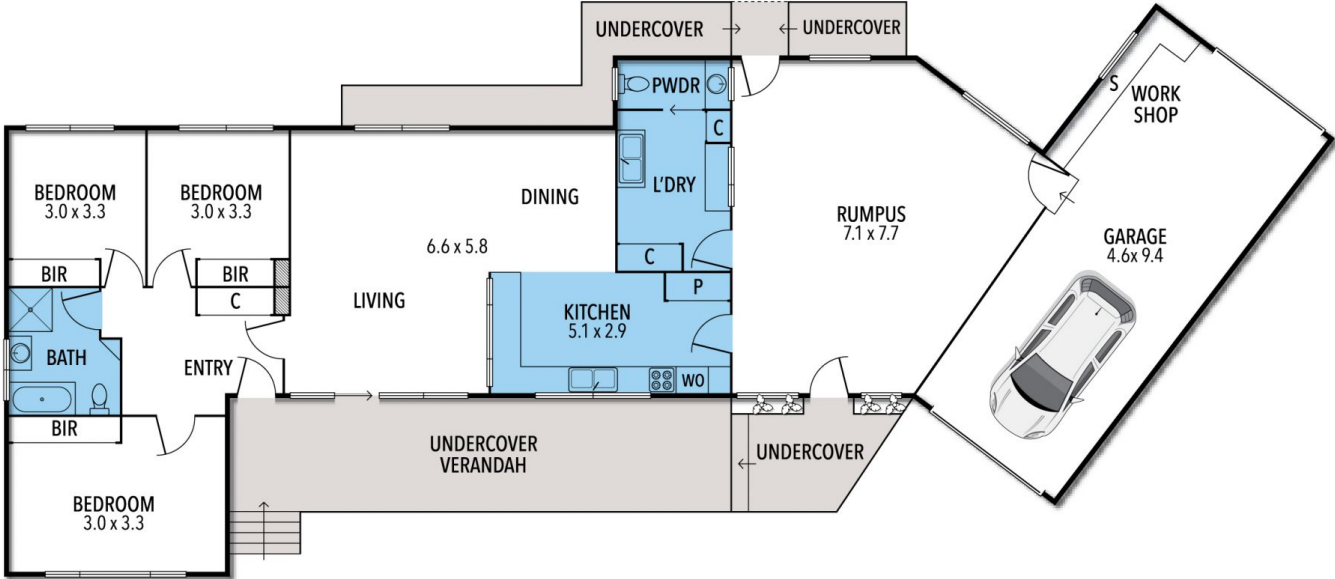 UNDERCOVER
UNDERCOVER
PWDR
C
L'DRY
C
BEDROOM
3.0 x 3.3
BEDROOM
3.0 x 3.3
BIR
BIR
C
DINING
6.6 x 5.8
LIVING
KITCHEN
5.1 x 2.9
P
WO
RUMPUS
7.1 x 7.7
S
WORK
SHOP
GARAGE
4.6x 9.4
BATH
ENTRY
BIR
BEDROOM
3.0 x 3.3
UNDERCOVER
VERANDAH
UNDERCOVER